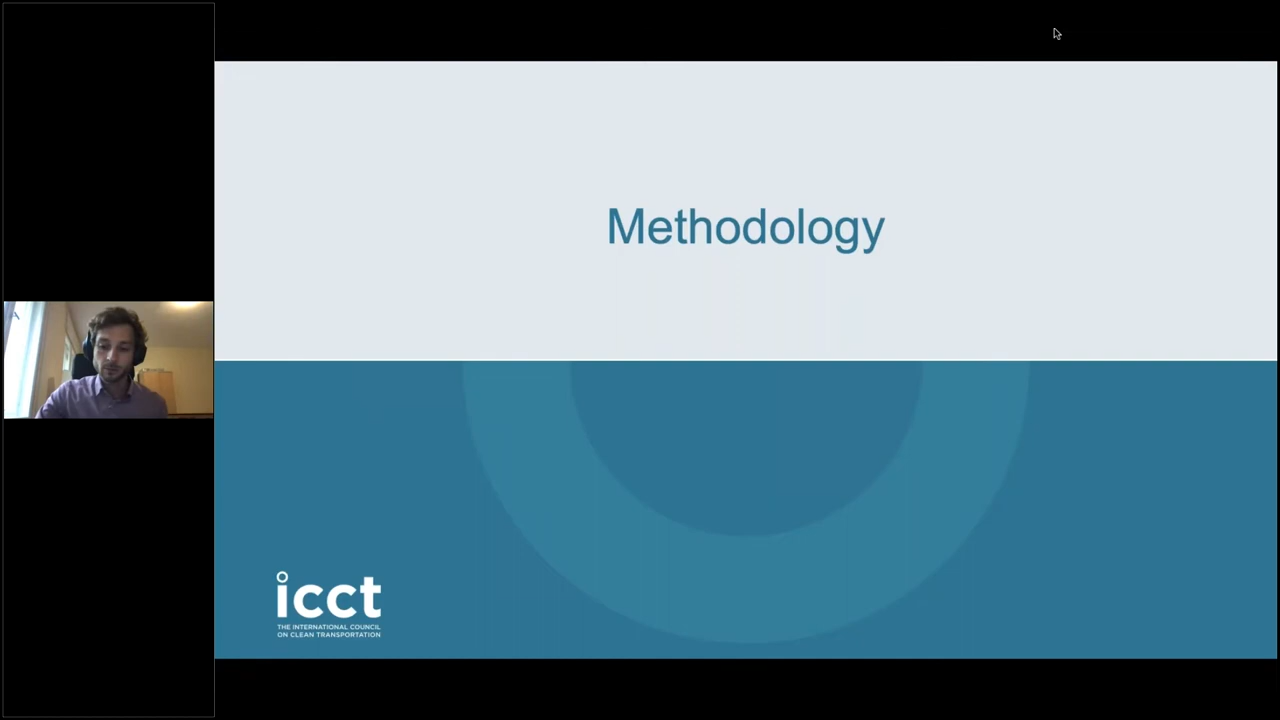 Methodology
icct
THE INTERNATIONAL COUNCIL
ON CLEAN TRANSPORTATION